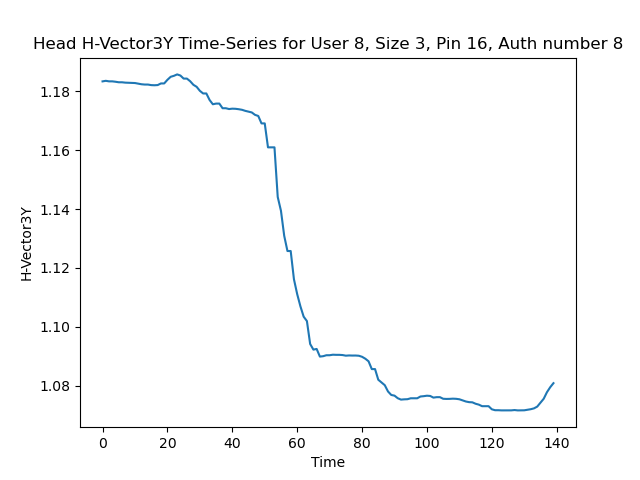 Head H-Vector3Y Time-Series for User 8, Size 3, Pin 16, Auth number 8
1.18
1.16
1.14
1.12
1.10
1.08
H-Vector3Y
0 20 40 60 80 100 120 140
Time